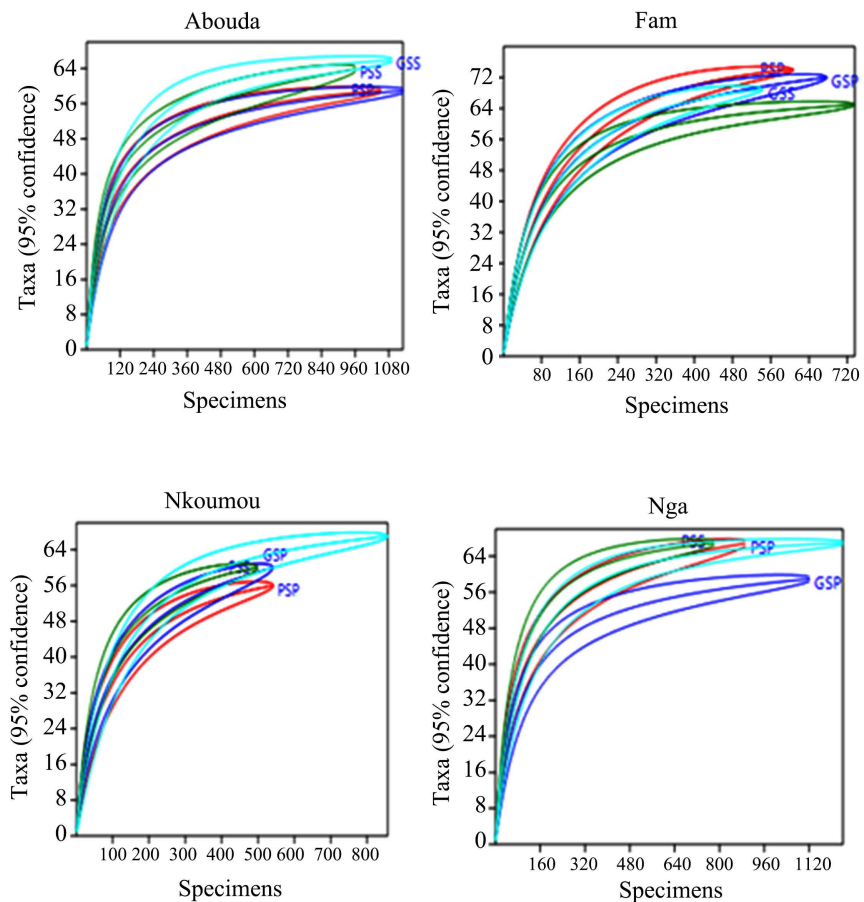 Abouda
Taxa (95% confidence)
64
56
48
40
32
24
16
8
0
GSS
PSS
PSP
120 240 360 480 600 720 840 960 1080
Specimens
Fam
Taxa (95% confidence)
72
64
56
48
40
32
24
16
8
0
PSP
GSP
GSS
80 160 240 320 400 480 560 640 720
Specimens
Nkoumou
Taxa (95% confidence)
64
56
48
40
32
24
16
8
0
GSP
PSP
100 200 300 400 500 600 700 800
Specimens
Nga
Taxa (95% confidence)
64
56
48
40
32
24
16
8
0
PSS
PSP
GSP
160 320 480 640 800 960 1120
Specimens